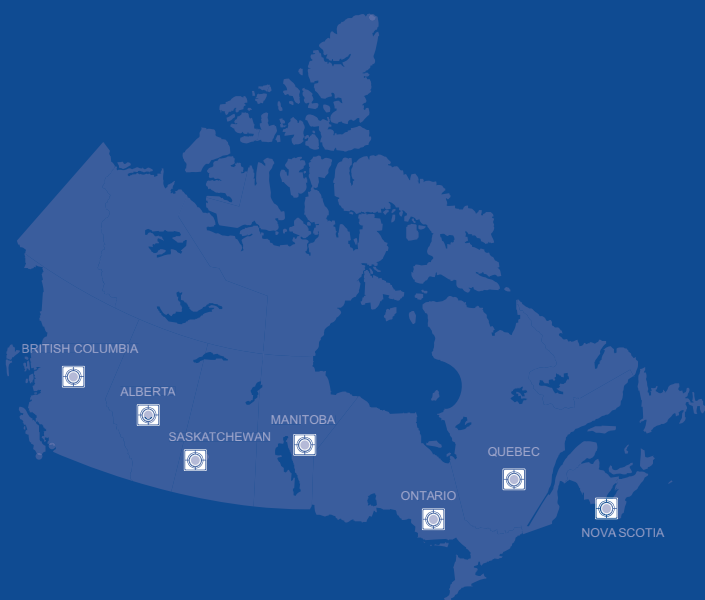 BRITISH COLUMBIA
ALBERTA
SASKATCHEWAN
MANITOBA
QUEBEC
ONTARIO
NOVA SCOTIA